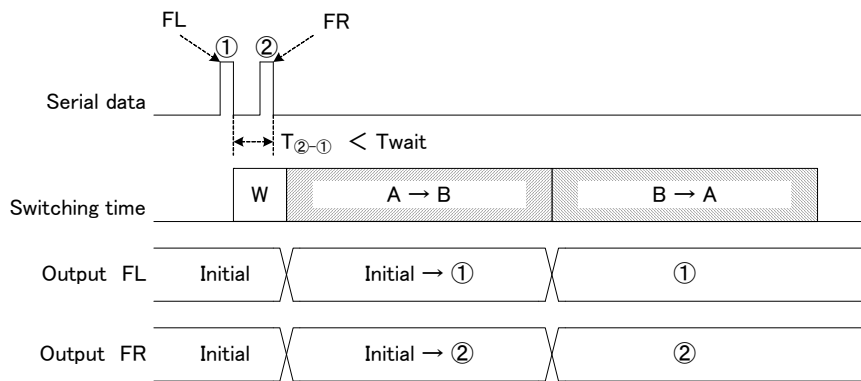 FL FR
① ②
Serial data
T②-① < Twait
Switching time W A → B B → A
Output FL Initial Initial → ① ①
Output FR Initial Initial → ② ②